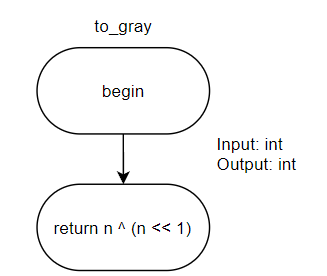 to_gray
begin
Input: int
Output: int
return n ^ (n << 1)